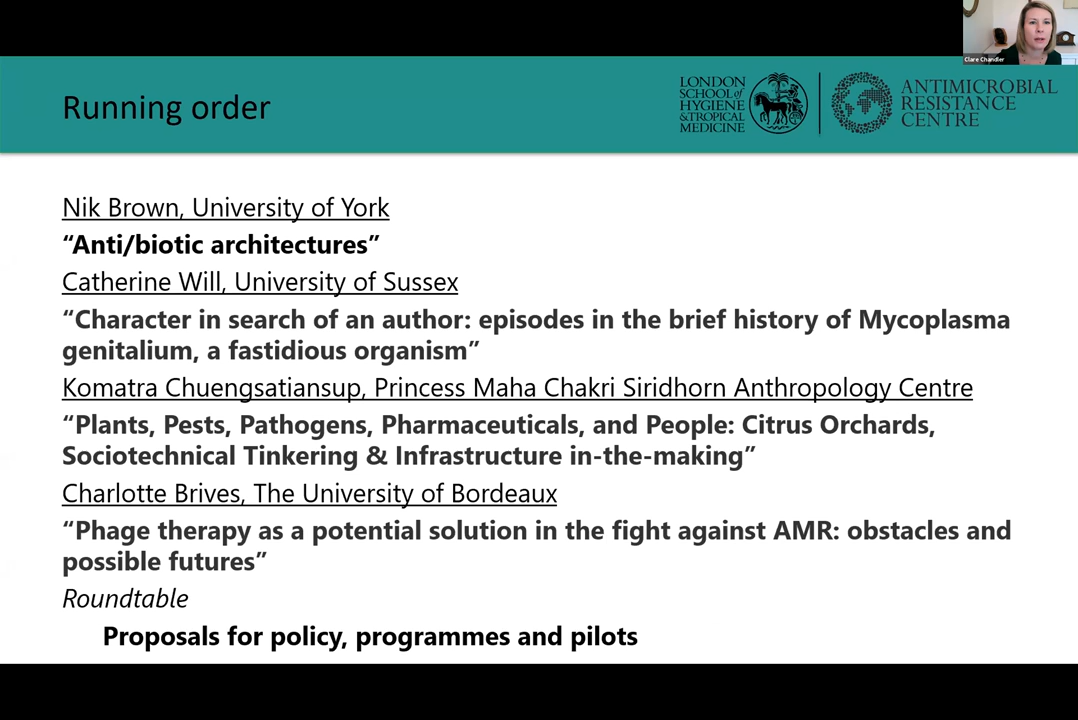 Clare Chandler
Running order
LONDON
SCHOOL of
HYGIENE
& TROPICAL
MEDICINE
ANTIMICROBIAL
RESISTANCE
CENTRE
Nik Brown, University of York
“Anti/biotic architectures”
Catherine Will, University of Sussex
“Character in search of an author: episodes in the brief history of Mycoplasma
genitalium, a fastidious organism”
Komatra Chuengsatiansup, Princess Maha Chakri Siridhorn Anthropology Centre
“Plants, Pests, Pathogens, Pharmaceuticals, and People: Citrus Orchards,
Sociotechnical Tinkering & Infrastructure in-the-making”
Charlotte Brives, The University of Bordeaux
“Phage therapy as a potential solution in the fight against AMR: obstacles and
possible futures”
Roundtable
Proposals for policy, programmes and pilots